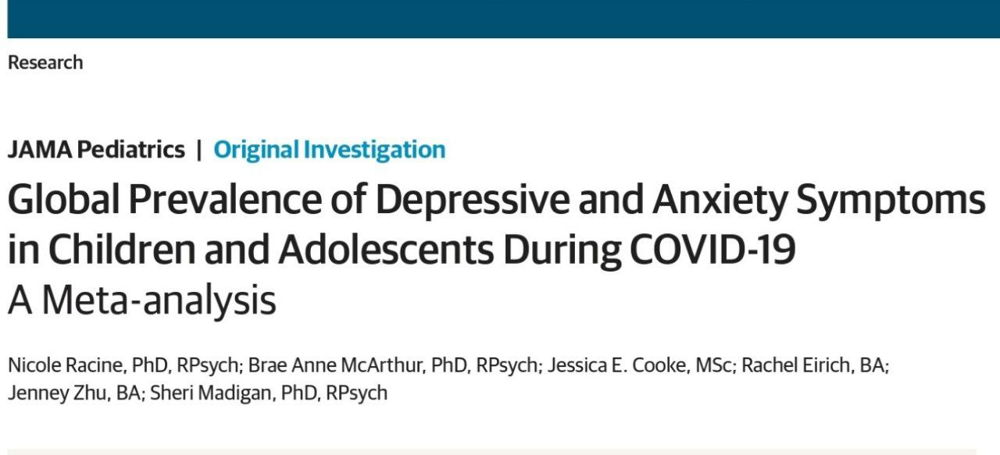 Research
JAMA Pediatrics | Original Investigation
Global Prevalence of Depressive and Anxiety Symptoms
in Children and Adolescents During COVID-19
A Meta-analysis
Nicole Racine, PhD, RPsych; Brae Anne McArthur, PhD, RPsych; Jessica E. Cooke, MSc; Rachel Eirich, BA;
Jenney Zhu, BA; Sheri Madigan, PhD, RPsych